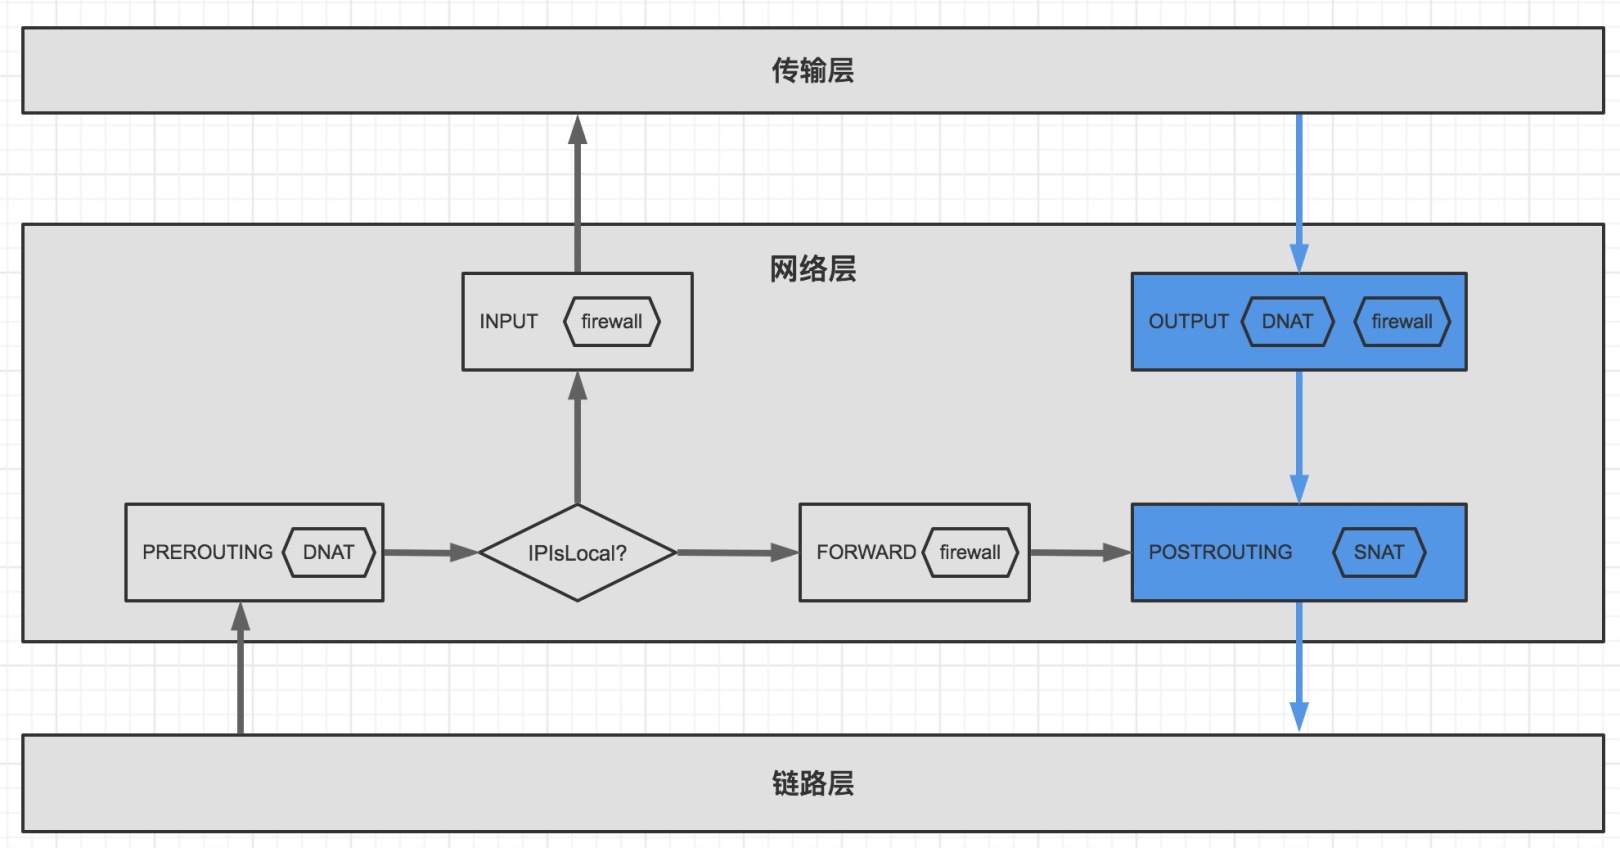 传输层
网络层
INPUT firewall
OUTPUT DNAT firewall
PREROUTING DNAT
IPIsLocal?
FORWARD firewall
POSTROUTING SNAT
链路层